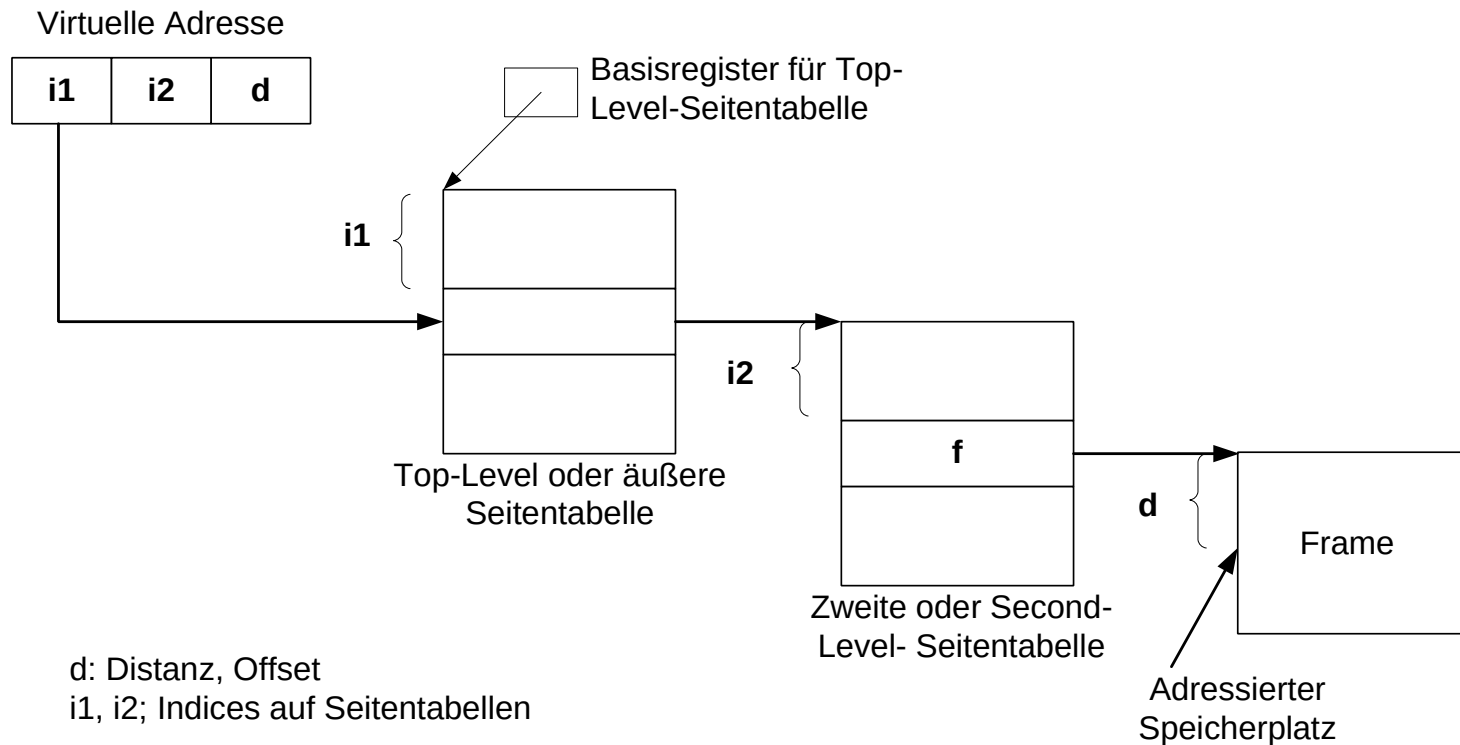 Virtuelle Adresse
i1 i2 d
Basisregister für Top-
Level-Seitentabelle
i1
Top-Level oder äußere
Seitentabelle
i2
f
Zweite oder Second-
Level- Seitentabelle
d
Frame
Adressierter
Speicherplatz
d: Distanz, Offset
i1, i2; Indices auf Seitentabellen